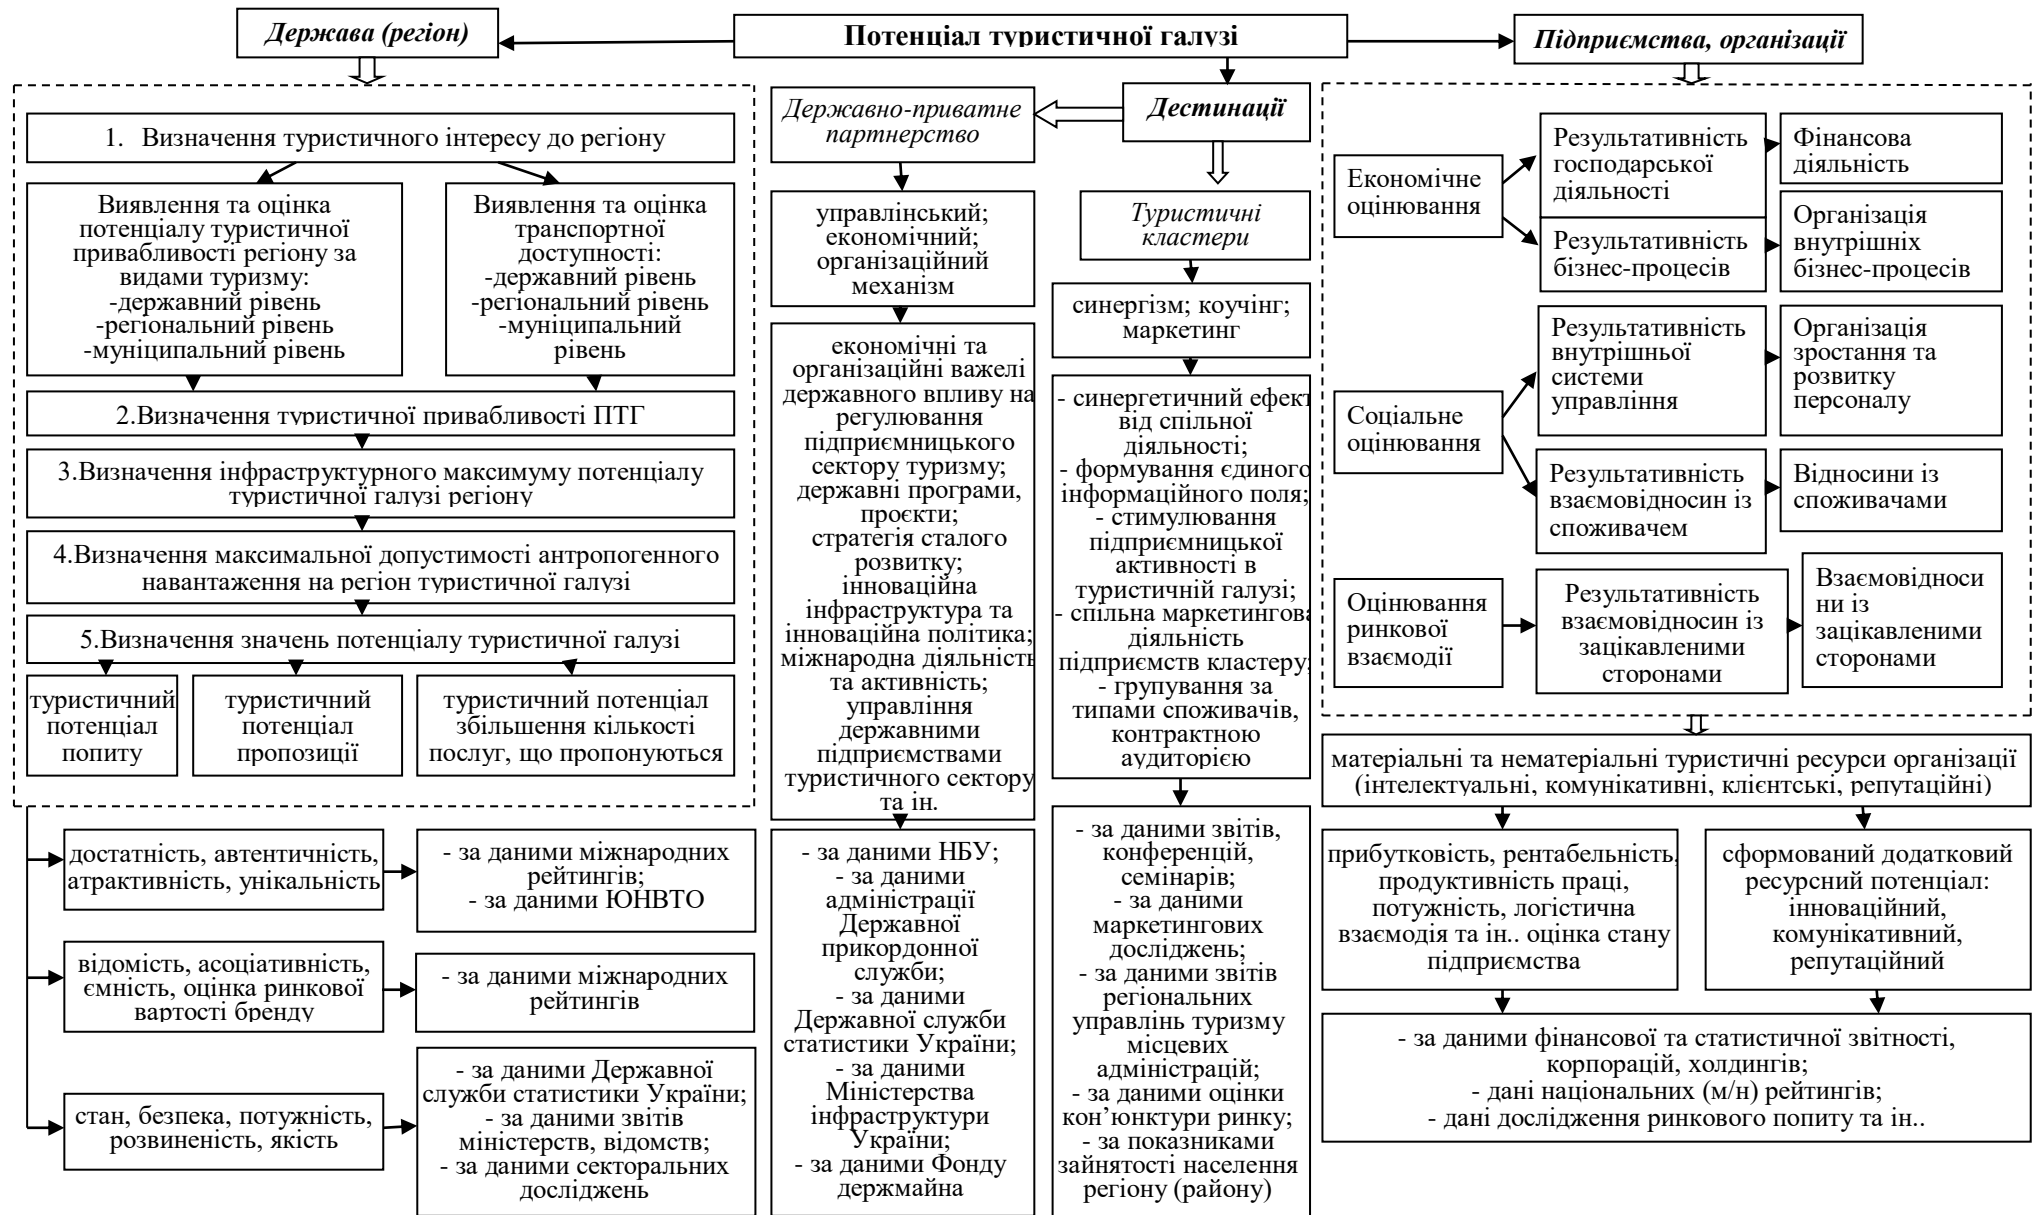 Держава (регіон)
Потенціал туристичної галузі
Підприємства, організації
1. Визначення туристичного інтересу до регіону
Виявлення та оцінка
потенціалу туристичної
привабливості регіону за
видами туризму:
-державний рівень
-регіональний рівень
-муніципальний рівень
Виявлення та оцінка
транспортної
доступності:
-державний рівень
-регіональний рівень
-муніципальний
рівень
2.Визначення туристичної привабливості ПТГ
3.Визначення інфраструктурного максимуму потенціалу
туристичної галузі регіону
4.Визначення максимальної допустимості антропогенного
навантаження на регіон туристичної галузі
5.Визначення значень потенціалу туристичної галузі
туристичний
потенціал
попиту
туристичний
потенціал
пропозиції
туристичний потенціал
збільшення кількості
послуг, що пропонуються
достатність, автентичність,
атрактивність, унікальність
- за даними міжнародних
рейтингів;
- за даними ЮНВТО
відомість, асоціативність,
ємність, оцінка ринкової
вартості бренду
- за даними міжнародних
рейтингів
стан, безпека, потужність,
розвиненість, якість
- за даними Державної
служби статистики України;
- за даними звітів
міністерств, відомств;
- за даними секторальних
досліджень
Державно-приватне
партнерство
Дестинації
управлінський;
економічний;
організаційний
механізм
економічні та
організаційні важелі
державного впливу на
регулювання
підприємницького
сектору туризму;
державні програми,
проєкти;
стратегія сталого
розвитку;
інноваційна
інфраструктура та
інноваційна політика;
міжнародна діяльність
та активність;
управління
державними
підприємствами
туристичного сектору
та ін.
- за даними НБУ;
- за даними
адміністрації
Державної
прикордонної
служби;
- за даними
Державної служби
статистики України;
- за даними
Міністерства
інфраструктури
України;
- за даними Фонду
держмайна
Туристичні
кластери
синергізм; коучінг;
маркетинг
- синергетичний ефект
від спільної
діяльності;
- формування єдиного
інформаційного поля;
- стимулювання
підприємницької
активності в
туристичній галузі;
- спільна маркетингова
діяльність
підприємств кластеру;
- групування за
типами споживачів,
контрактною
аудиторією
- за даними звітів,
конференцій,
семінарів;
- за даними
маркетингових
досліджень;
- за даними звітів
регіональних
управлінь туризму
місцевих
адміністрацій;
- за даними оцінки
кон’юнктури ринку;
- за показниками
зайнятості населення
регіону (району)
Економічне
оцінювання
Результативність
господарської
діяльності
Фінансова
діяльність
Результативність
бізнес-процесів
Організація
внутрішніх
бізнес-процесів
Соціальне
оцінювання
Результативність
внутрішньої
системи
управління
Організація
зростання та
розвитку
персоналу
Результативність
взаємовідносин із
споживачем
Відносини із
споживачами
Оцінювання
ринкової
взаємодії
Результативність
взаємовідносин із
зацікавленими
сторонами
Взаємовідноси
ни із
зацікавленими
сторонами
матеріальні та нематеріальні туристичні ресурси організації
(інтелектуальні, комунікативні, клієнтські, репутаційні)
прибутковість, рентабельність,
продуктивність праці,
потужність, логістична
взаємодія та ін.. оцінка стану
підприємства
сформований додатковий
ресурсний потенціал:
інноваційний,
комунікативний,
репутаційний
- за даними фінансової та статистичної звітності,
корпорацій, холдингів;
- дані національних (м/н) рейтингів;
- дані дослідження ринкового попиту та ін..